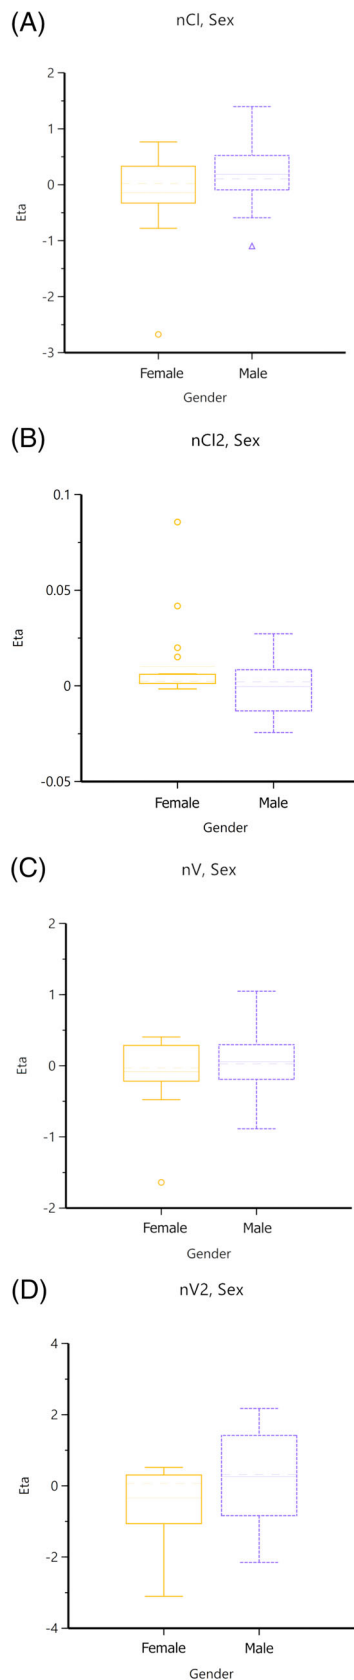 (A)
nCl, Sex
2
1
0
-1
-2
-3
Eta
Female Male
Gender
(B)
nCl2, Sex
0.1
0.05
0
-0.05
Eta
Female Male
Gender
(C)
nV, Sex
2
1
0
-1
-2
Eta
Female Male
Gender
(D)
nV2, Sex
4
2
0
-2
-4
Eta
Female Male
Gender